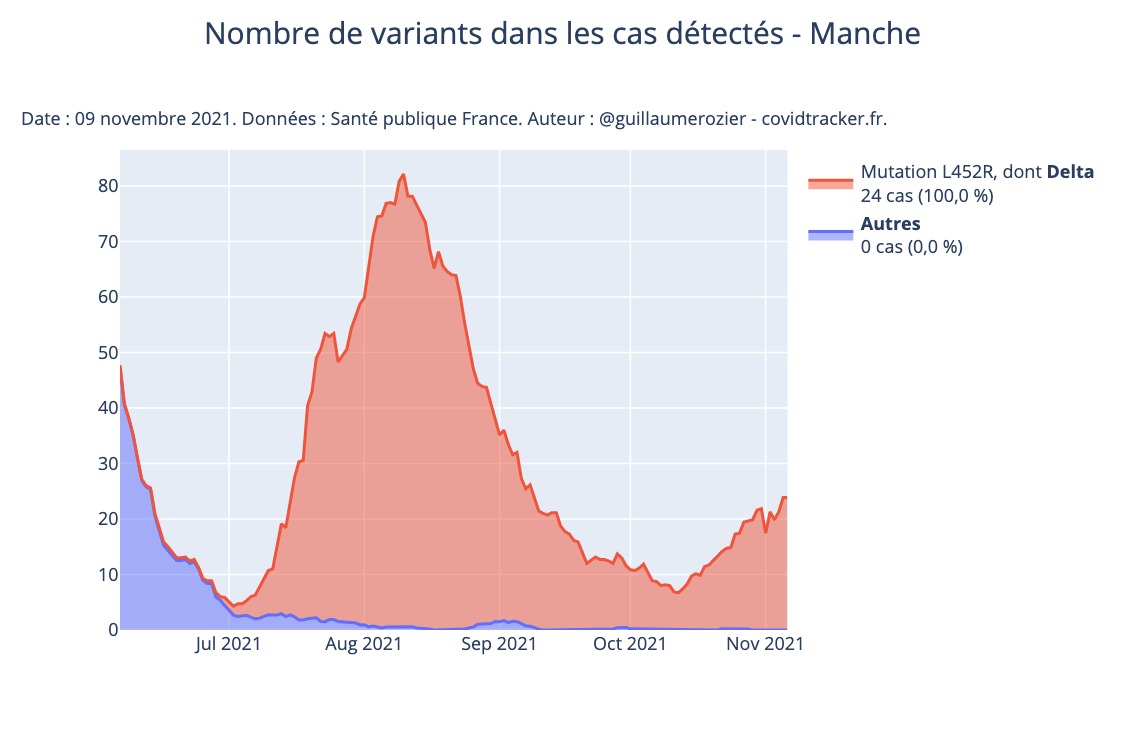 Nombre de variants dans les cas détectés - Manche
Date : 09 novembre 2021. Données : Santé publique France. Auteur : @guillaumerozier - covidtracker.fr.
Mutation L452R, dont Delta
24 cas (100,0 %)
Autres
0 cas (0,0 %)
80
70
60
50
40
30
20
10
0
Jul 2021
Aug 2021
Sep 2021
Oct 2021
Nov 2021